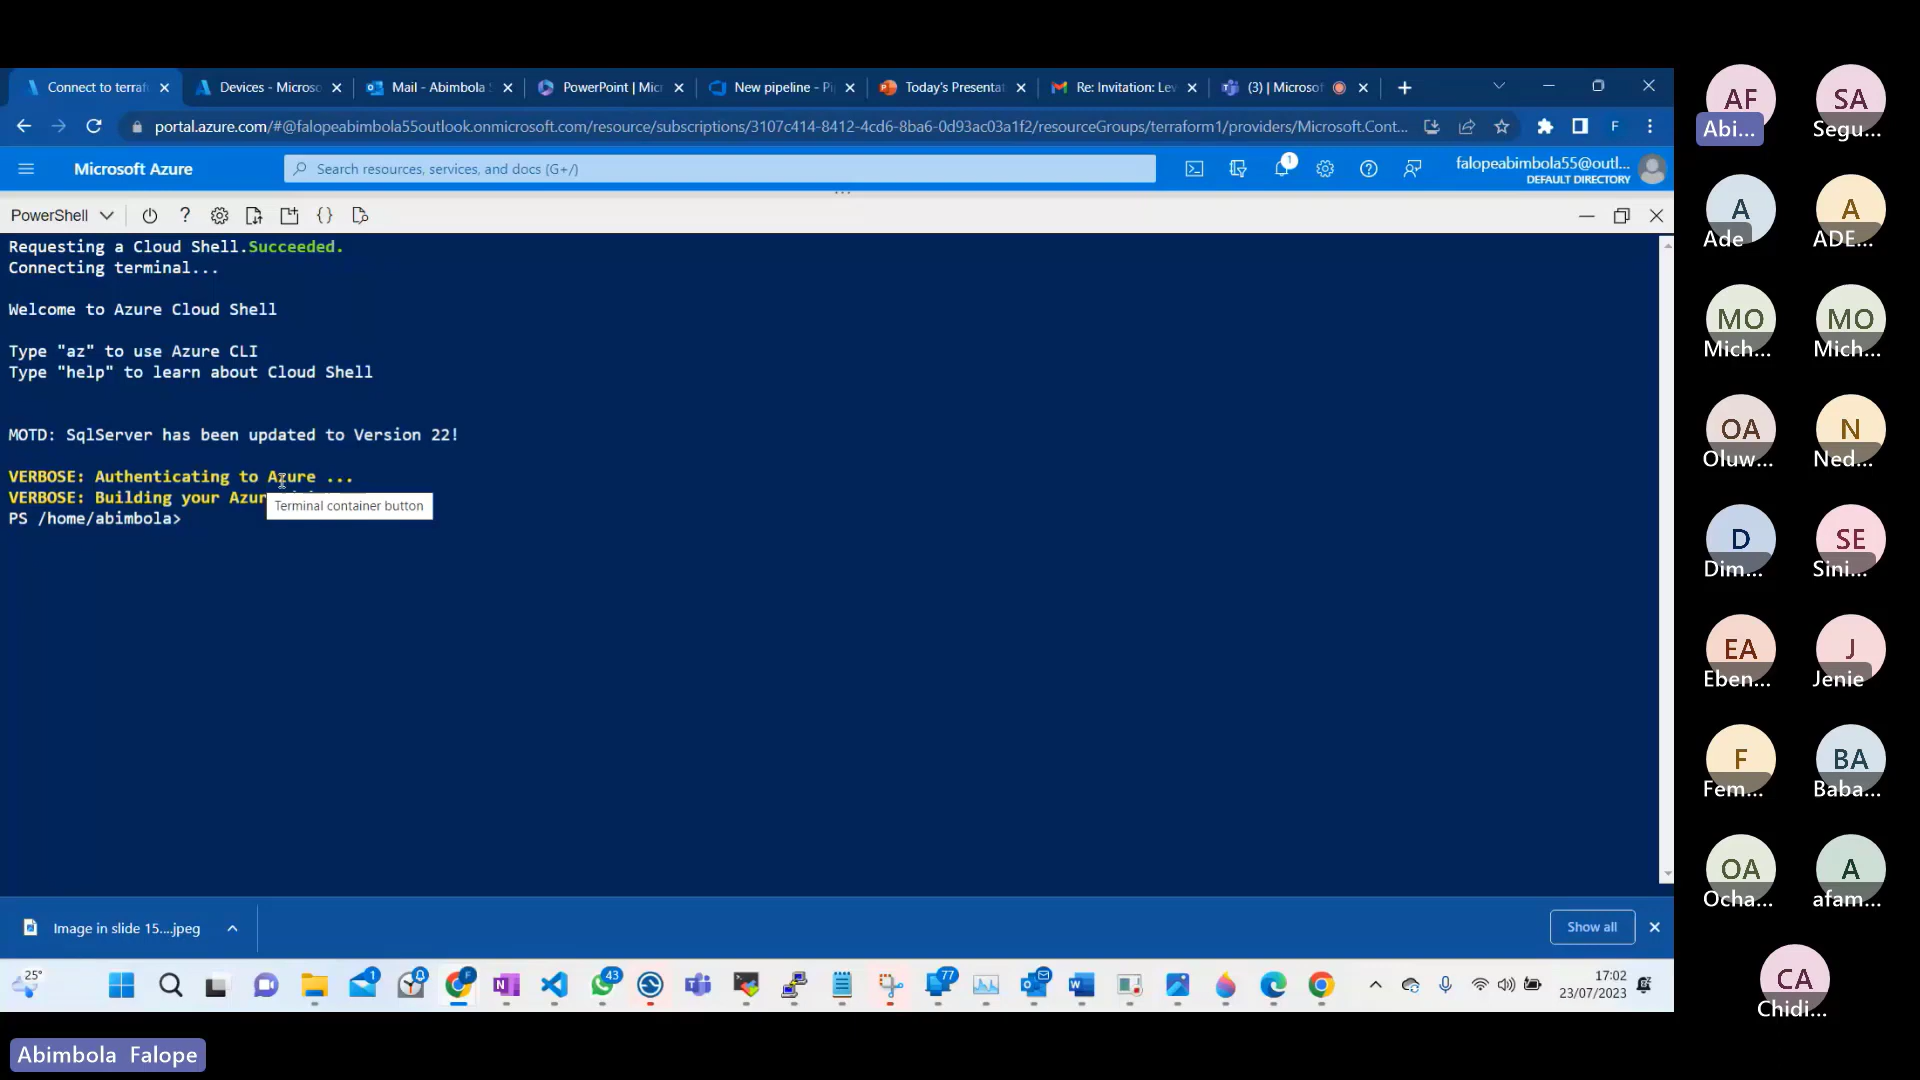 Connect to terraf
Devices - Microso
Mail - Abimbola S
PowerPoint | Mic
New pipeline - Pi
Today's Presentat
Re: Invitation: Lev
(3) | Microsof
portal.azure.com/#@falopeabimbola55outlook.onmicrosoft.com/resource/subscriptions/3107c414-8412-4cd6-8ba6-0d93ac03a1f2/resourceGroups/terraform1/providers/Microsoft.Cont...
F
Microsoft Azure
Search resources, services, and docs (G+/)
1
falopeabimbola55@outl...
DEFAULT DIRECTORY
PowerShell
Requesting a Cloud Shell.Succeeded.
Connecting terminal...
Welcome to Azure Cloud Shell
Type "az" to use Azure CLI
Type "help" to learn about Cloud Shell
MOTD: SqlServer has been updated to Version 22!
VERBOSE: Authenticating to Azure ...
VERBOSE: Building your Azur
Terminal container button
PS /home/abimbola>
Image in slide 15....jpeg
Show all
25°
1
F
43
77
17:02
23/07/2023
Abimbola Falope
AF
Abi...
SA
Segu...
A
Ade
A
ADE...
MO
Mich...
MO
Mich...
OA
Oluw...
N
Ned...
D
Dim...
SE
Sini...
EA
Eben...
J
Jenie
F
Fem...
BA
Baba...
OA
Ocha...
A
afam...
CA
Chidi...